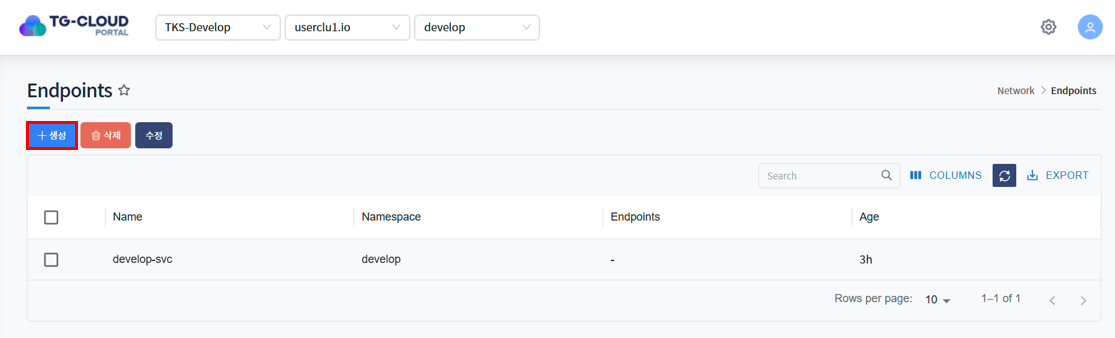 TG-CLOUD
PORTAL
TKS-Develop userclu1.io develop
Endpoints
Network > Endpoints
+ 생성 삭제 수정
Search COLUMNS EXPORT
Name Namespace Endpoints Age
develop-svc develop - 3h
Rows per page: 10 1–1 of 1